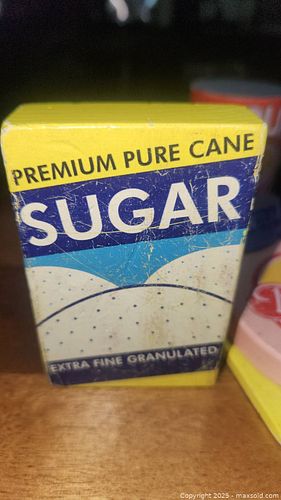 PREMIUM PURE CANE
SUGAR
EXTRA FINE GRANULATED
Copyright © 2025 - maxsold.com